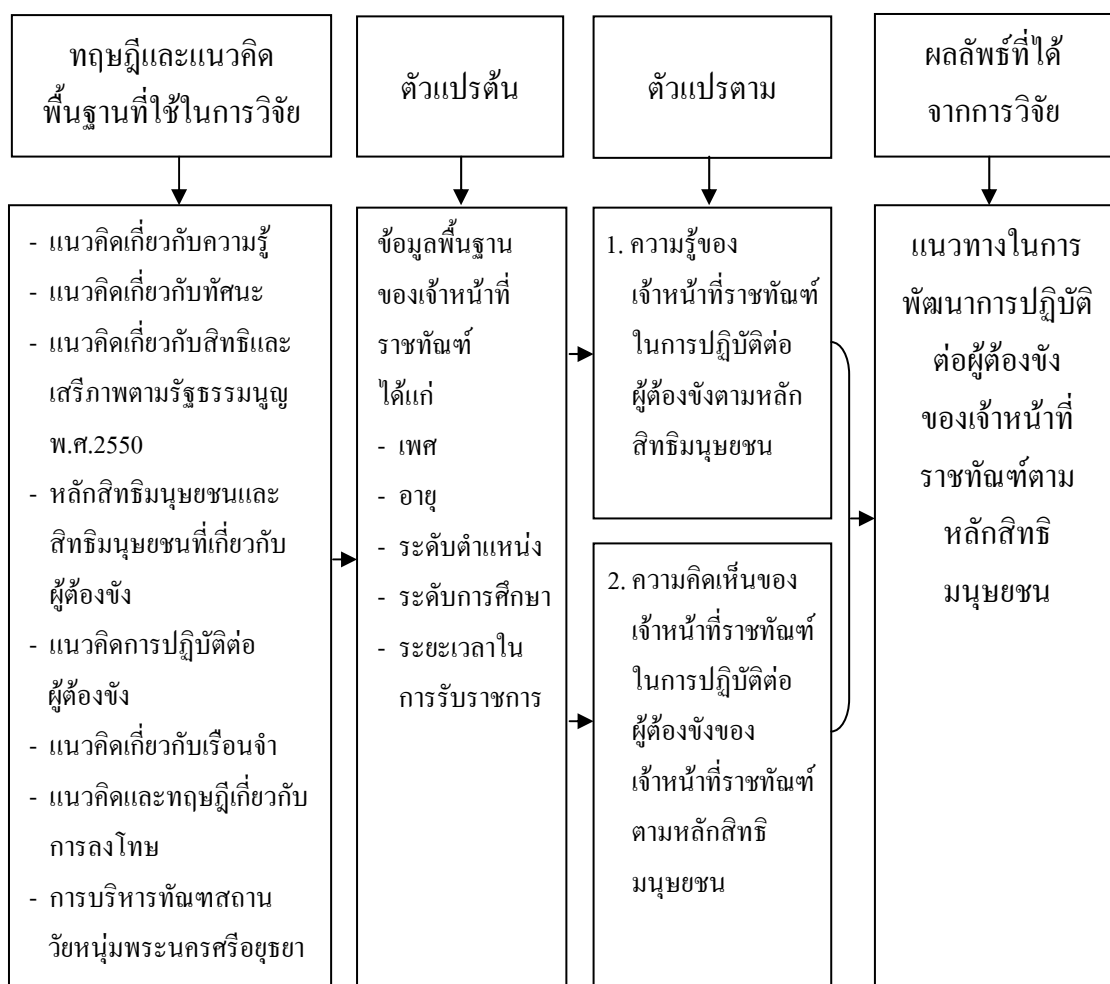 ทฤษฎีและแนวคิด
พื้นฐานที่ใช้ในการวิจัย
ตัวแปรต้น
ตัวแปรตาม
ผลลัพธ์ที่ได้
จากการวิจัย
- แนวคิดเกี่ยวกับความรู้
- แนวคิดเกี่ยวกับทัศนะ
- แนวคิดเกี่ยวกับสิทธิและ
เสรีภาพตามรัฐธรรมนูญ
พ.ศ.2550
- หลักสิทธิมนุษยชนและ
สิทธิมนุษยชนที่เกี่ยวกับ
ผู้ต้องขัง
- แนวคิดการปฏิบัติต่อ
ผู้ต้องขัง
- แนวคิดเกี่ยวกับเรือนจำ
- แนวคิดและทฤษฎีเกี่ยวกับ
การลงโทษ
- การบริหารทัณฑสถาน
วัยหนุ่มพระนครศรีอยุธยา
ข้อมูลพื้นฐาน
ของเจ้าหน้าที่
ราชทัณฑ์
ได้แก่
- เพศ
- อายุ
- ระดับตำแหน่ง
- ระดับการศึกษา
- ระยะเวลาใน
การรับราชการ
1. ความรู้ของ
เจ้าหน้าที่ราชทัณฑ์
ในการปฏิบัติต่อ
ผู้ต้องขังตามหลัก
สิทธิมนุษยชน
2. ความคิดเห็นของ
เจ้าหน้าที่ราชทัณฑ์
ในการปฏิบัติต่อ
ผู้ต้องขังของ
เจ้าหน้าที่ราชทัณฑ์
ตามหลักสิทธิ
มนุษยชน
แนวทางในการ
พัฒนาการปฏิบัติ
ต่อผู้ต้องขัง
ของเจ้าหน้าที่
ราชทัณฑ์ตาม
หลักสิทธิ
มนุษยชน